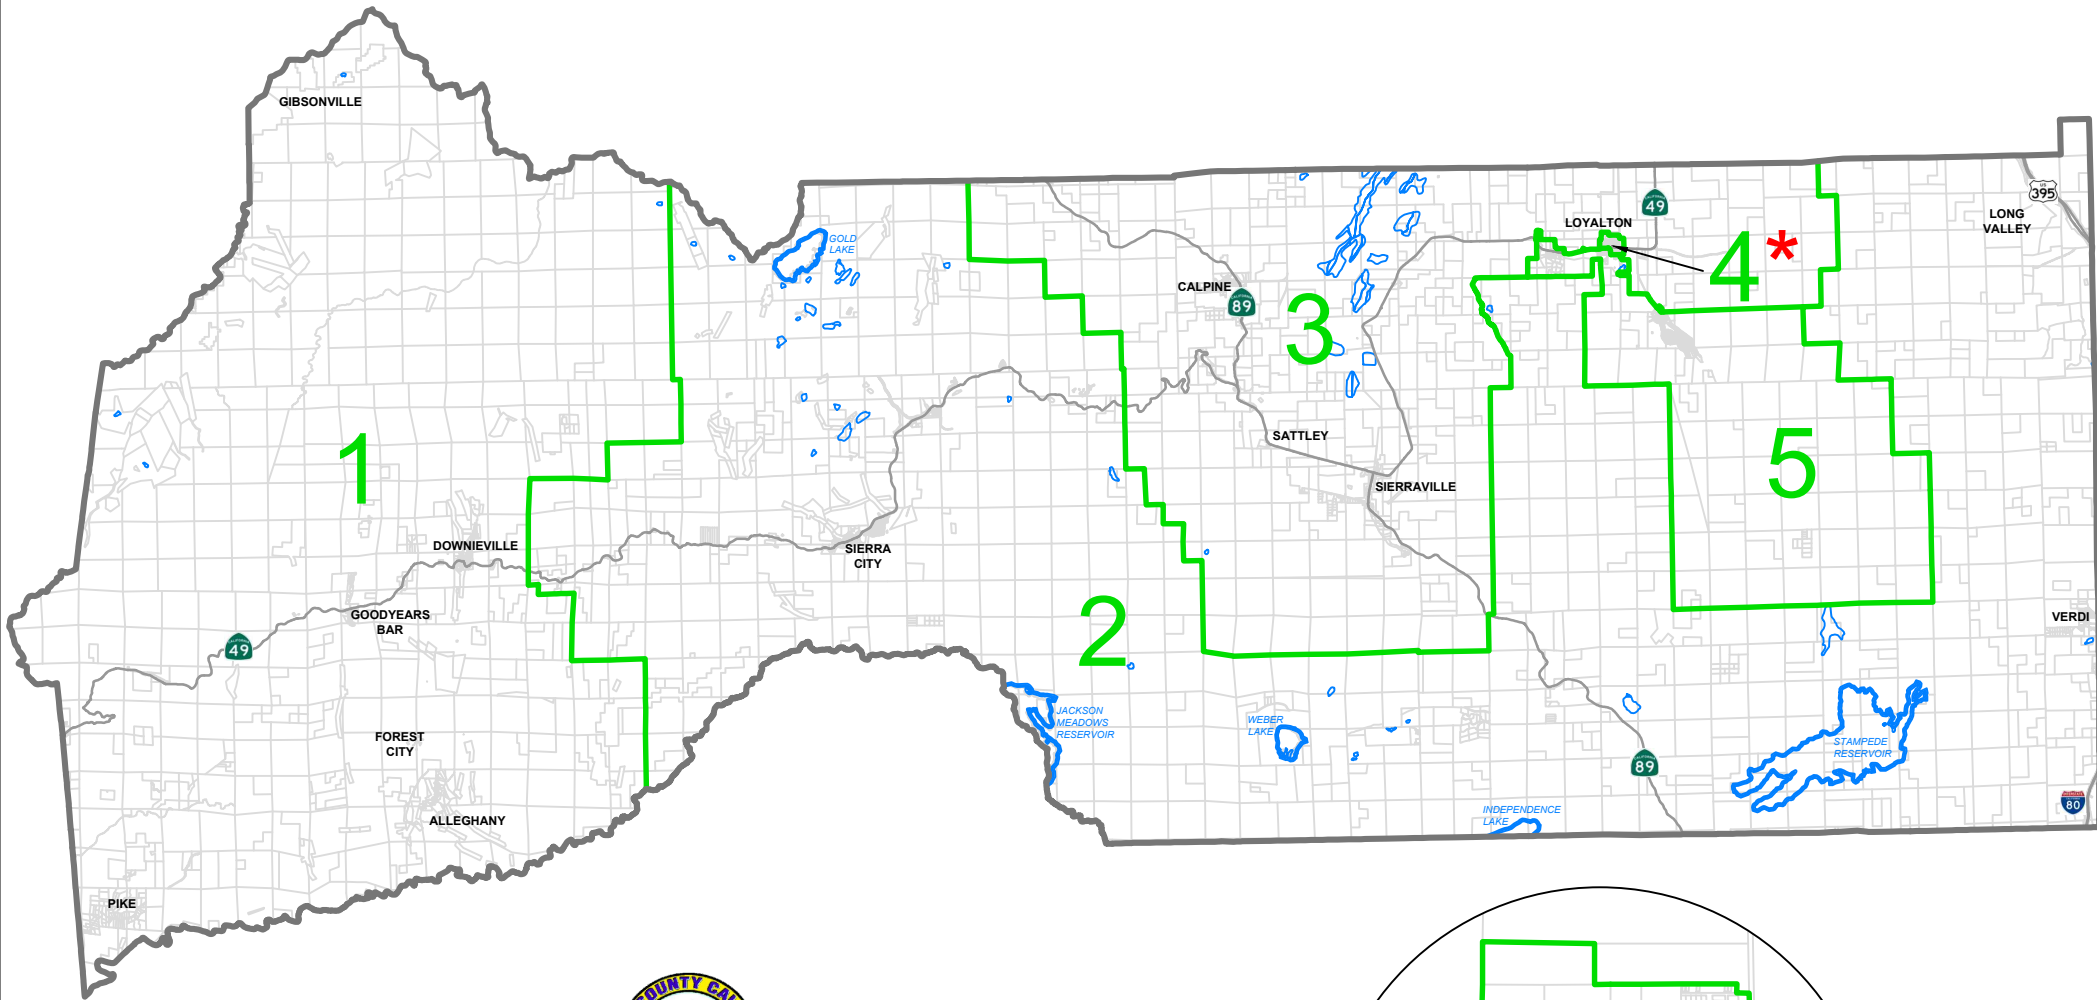 GIBSONVILLE
395
LONG
VALLEY
49
LOYALTON
GOLD
LAKE
4*
CALPINE
89
3
1
SATTLEY
5
SIERRAVILLE
DOWNIEVILLE
SIERRA
CITY
GOODYEARS
BAR
VERDI
2
49
JACKSON
MEADOWS
RESERVOIR
WEBER
LAKE
FOREST
CITY
STAMPEDE
RESERVOIR
89
80
INDEPENDENCE
LAKE
ALLEGHANY
PIKE
COUNTY